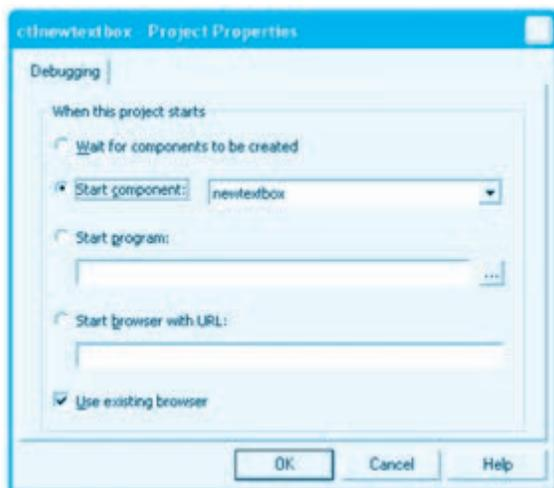 ctlnewtextbox - Project Properties
Debugging
When this project starts
Wait for components to be created
Start component: newtextbox
Start program:
...
Start browser with URL:
Use existing browser
OK Cancel Help